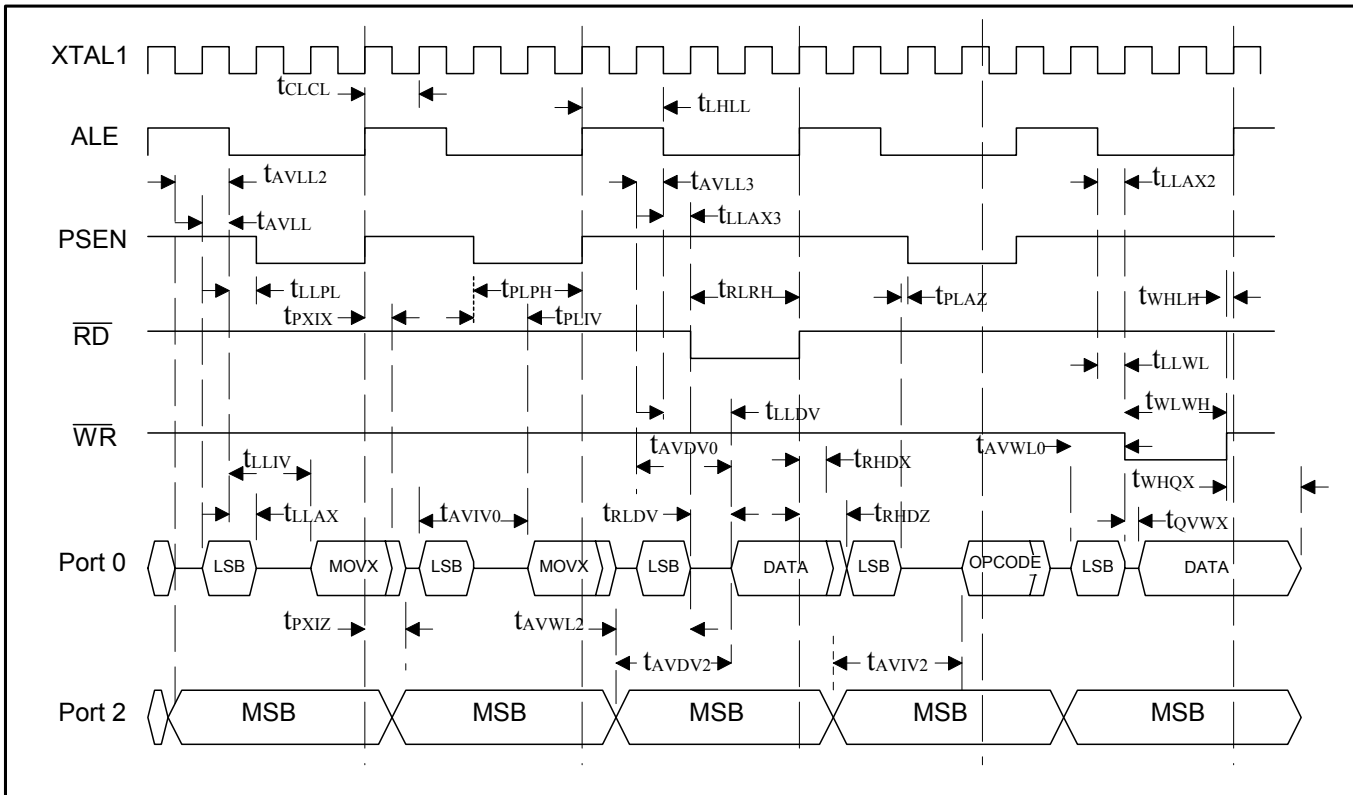 XTAL1
tCLCL
tLHLL
ALE
tAVLL2
tAVLL3
tLLAX2
tAVLL
tLLAX3
PSEN
tLLPL
tPLPH
tRLRH
tPLAZ
tWHLH
tPXIX
tPLIV
RD
tLLWL
tLLDV
tWLWH
WR
tAVDV0
tAVWL0
tLLIV
tRHDX
tWHQX
tLLAX
tAVIV0
tRLDV
tRHDZ
tQVWX
Port 0
LSB
MOVX
LSB
MOVX
LSB
DATA
LSB
OPCODE
LSB
DATA
tPXIZ
tAVWL2
tAVDV2
tAVIV2
Port 2
MSB
MSB
MSB
MSB
MSB